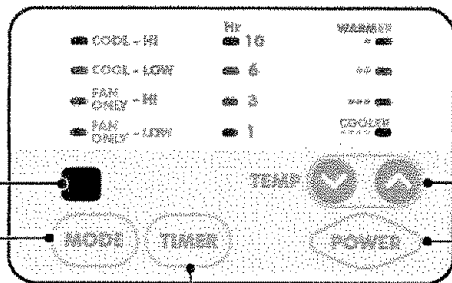 Hr WARMER
COOL - HI 10 *
COOL - LOW 6 **
FAN ONLY - HI 3 ***
FAN ONLY - LOW 1 COOLER ****
TEMP
MODE TIMER POWER